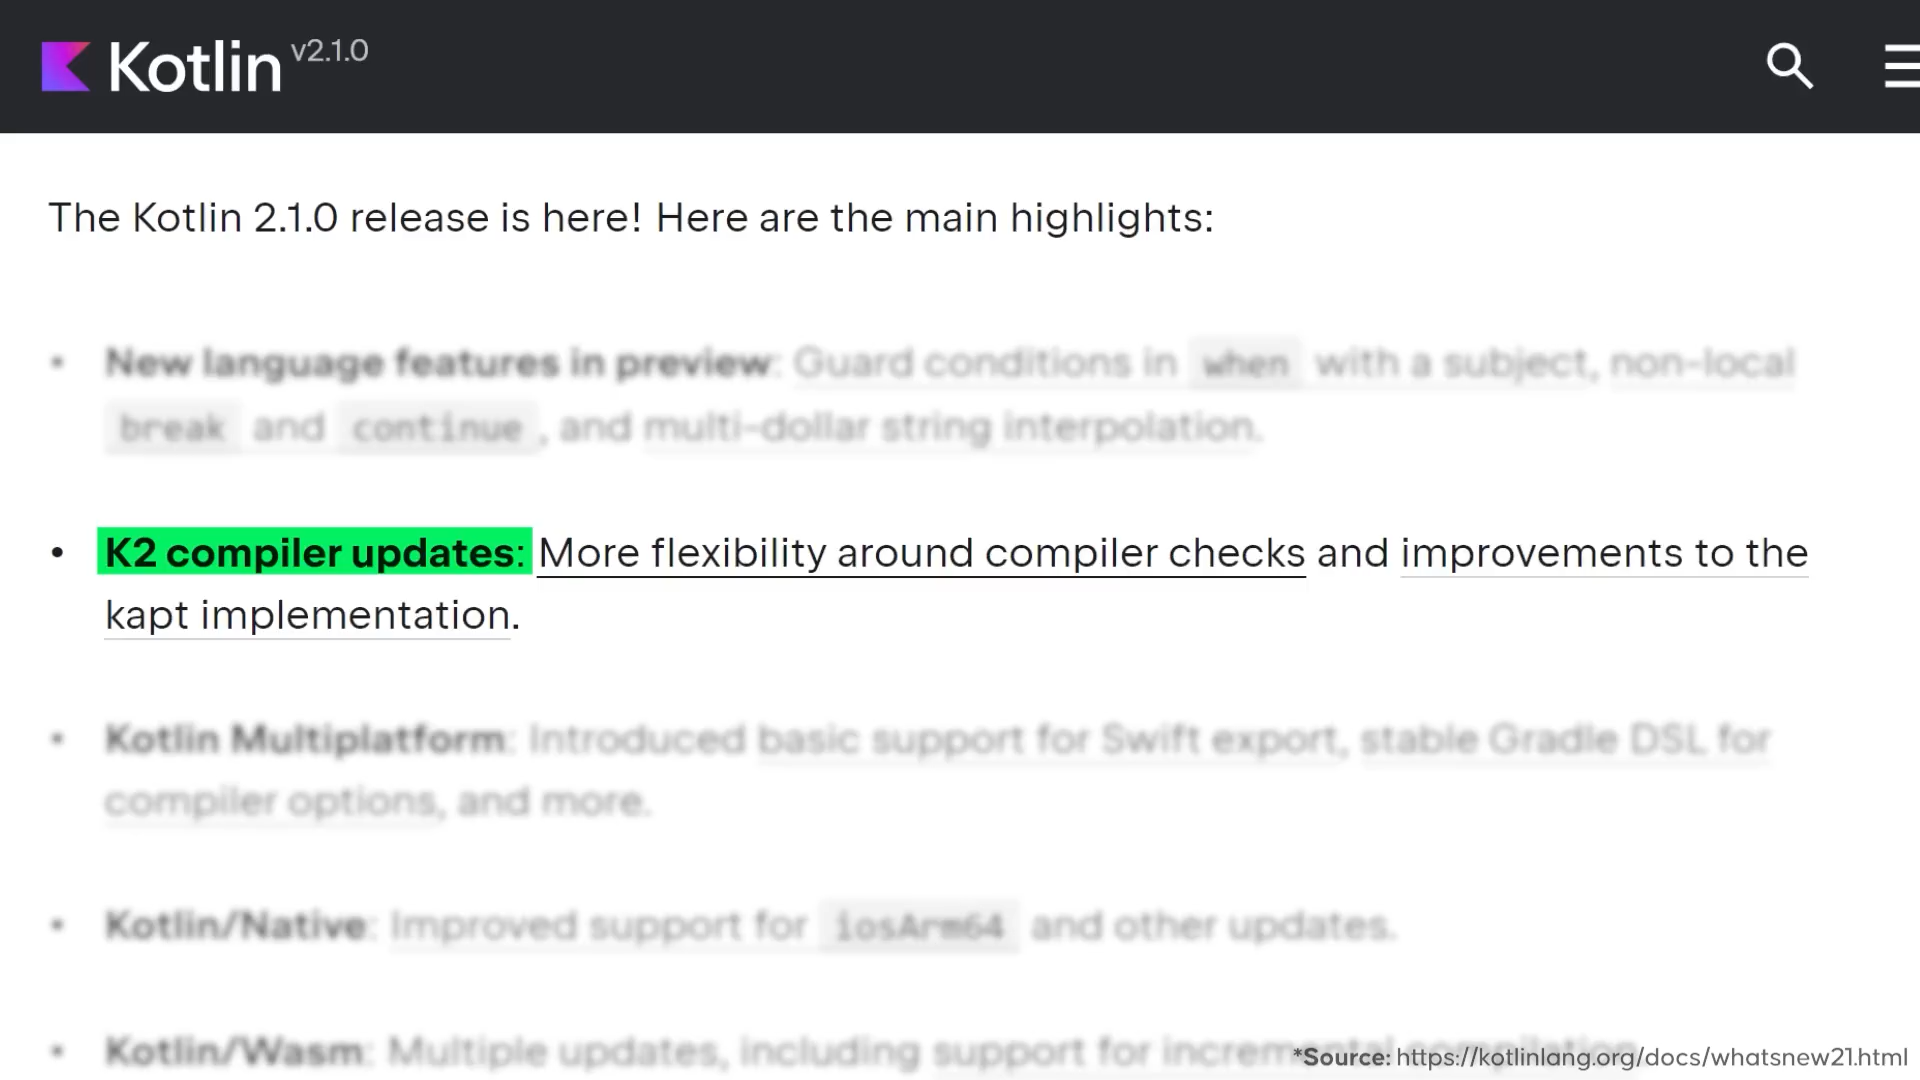 Kotlin v2.1.0
The Kotlin 2.1.0 release is here! Here are the main highlights:
• New language features in preview: Guard conditions in when with a subject, non-local
break and continue, and multi-dollar string interpolation.
• K2 compiler updates: More flexibility around compiler checks and improvements to the
kapt implementation.
• Kotlin Multiplatform: Introduced basic support for Swift export, stable Gradle DSL for
compiler options, and more.
• Kotlin/Native: Improved support for iosArm64 and other updates.
• Kotlin/Wasm: Multiple updates, including support for incremental compilation.
*Source: https://kotlinlang.org/docs/whatsnew21.html